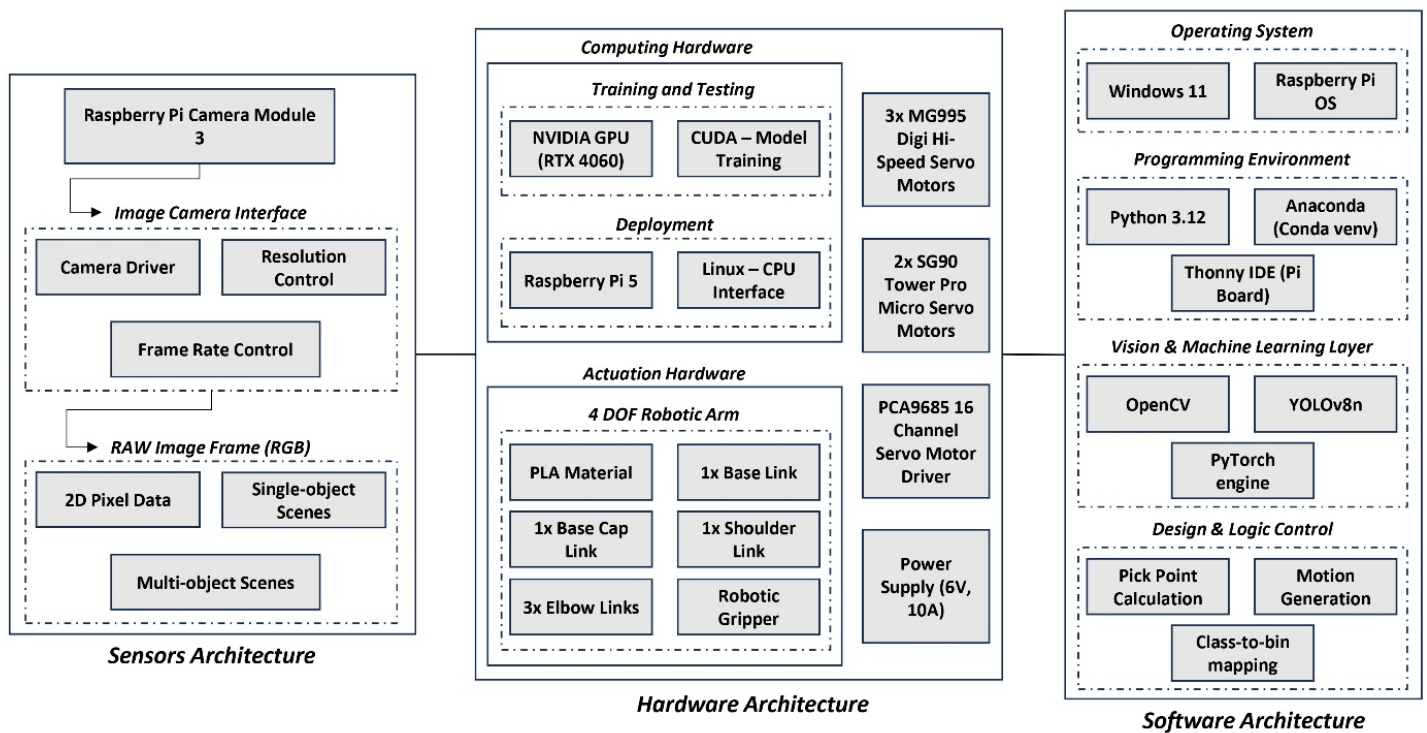 Raspberry Pi Camera Module
3
Image Camera Interface
Camera Driver
Resolution
Control
Frame Rate Control
RAW Image Frame (RGB)
2D Pixel Data
Single-object
Scenes
Multi-object Scenes
Sensors Architecture
Computing Hardware
Training and Testing
NVIDIA GPU
(RTX 4060)
CUDA – Model
Training
Deployment
Raspberry Pi 5
Linux – CPU
Interface
Actuation Hardware
4 DOF Robotic Arm
PLA Material
1x Base Link
1x Base Cap
Link
1x Shoulder
Link
3x Elbow Links
Robotic
Gripper
3x MG995
Digi Hi-
Speed Servo
Motors
2x SG90
Tower Pro
Micro Servo
Motors
PCA9685 16
Channel
Servo Motor
Driver
Power
Supply (6V,
10A)
Hardware Architecture
Operating System
Windows 11
Raspberry Pi
OS
Programming Environment
Python 3.12
Anaconda
(Conda venv)
Thonny IDE (Pi
Board)
Vision & Machine Learning Layer
OpenCV
YOLOv8n
PyTorch
engine
Design & Logic Control
Pick Point
Calculation
Motion
Generation
Class-to-bin
mapping
Software Architecture